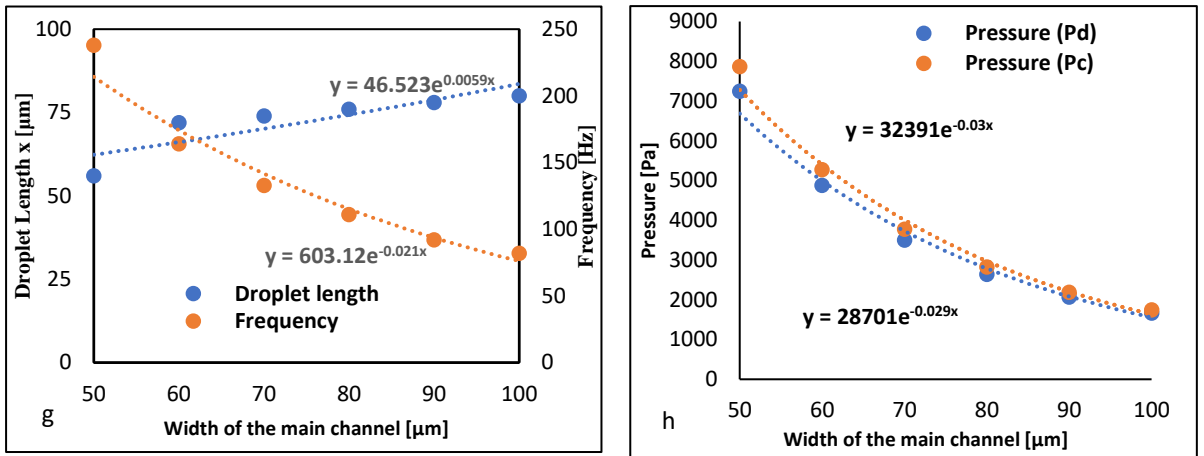 100
75
50
25
0
Droplet Length x [µm]
250
200
150
100
50
0
Frequency [Hz]
y = 46.523e^0.0059x
y = 603.12e^-0.021x
Droplet length
Frequency
50 60 70 80 90 100
Width of the main channel [µm]
g
9000
8000
7000
6000
5000
4000
3000
2000
1000
0
Pressure [Pa]
Pressure (Pd)
Pressure (Pc)
y = 32391e^-0.03x
y = 28701e^-0.029x
50 60 70 80 90 100
Width of the main channel [µm]
h